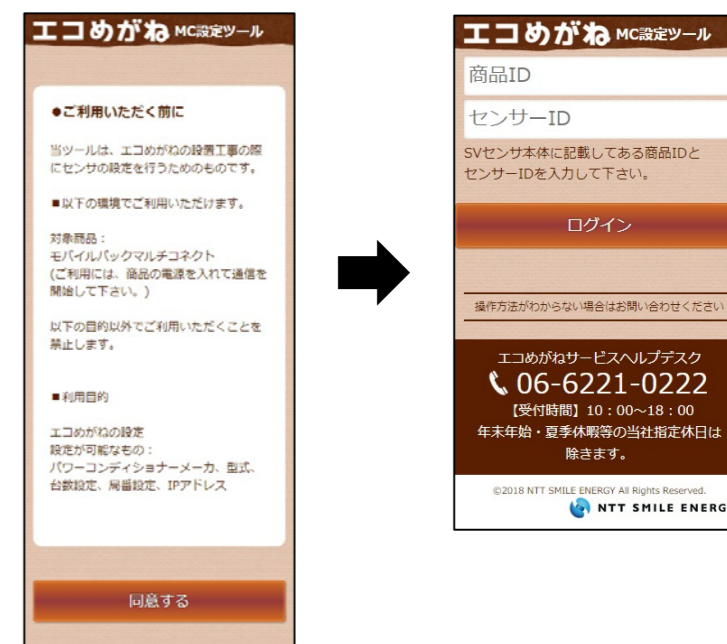 エコめがね MC設定ツール
●ご利用いただく前に
当ツールは、エコめがねの設置工事の際
にセンサの設定を行うためのものです。
■以下の環境でご利用いただけます。
対象商品：
モバイルパックマルチコネクト
(ご利用には、商品の電源を入れて通信を
開始して下さい。)
以下の目的以外でご利用いただくことを
禁止します。
■利用目的
エコめがねの設定
設定が可能なもの：
パワーコンディショナーメーカ、型式、
台数設定、局番設定、IPアドレス
同意する
エコめがね MC設定ツール
商品ID
センサーID
SVセンサ本体に記載してある商品IDと
センサーIDを入力して下さい。
ログイン
操作方法がわからない場合はお問い合わせください
エコめがねサービスヘルプデスク
06-6221-0222
【受付時間】10：00～18：00
年末年始・夏季休暇等の当社指定休日は
除きます。
©2018 NTT SMILE ENERGY All Rights Reserved.
NTT SMILE ENERG